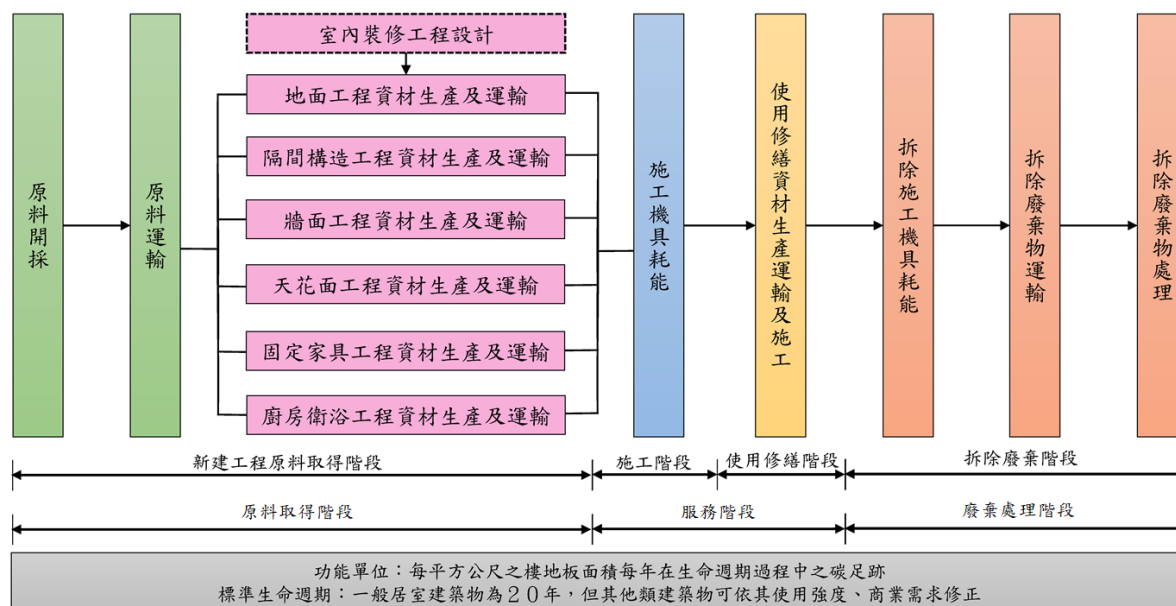 原料開採
原料運輸
室內裝修工程設計
地面工程資材生產及運輸
隔間構造工程資材生產及運輸
牆面工程資材生產及運輸
天花面工程資材生產及運輸
固定家具工程資材生產及運輸
廚房衛浴工程資材生產及運輸
施工機具耗能
使用修繕資材生產運輸及施工
拆除施工機具耗能
拆除廢棄物運輸
拆除廢棄物處理
新建工程原料取得階段
施工階段
使用修繕階段
拆除廢棄階段
原料取得階段
服務階段
廢棄處理階段
功能單位：每平方公尺之樓地板面積每年在生命週期過程中之碳足跡
標準生命週期：一般居室建築物為２０年，但其他類建築物可依其使用強度、商業需求修正